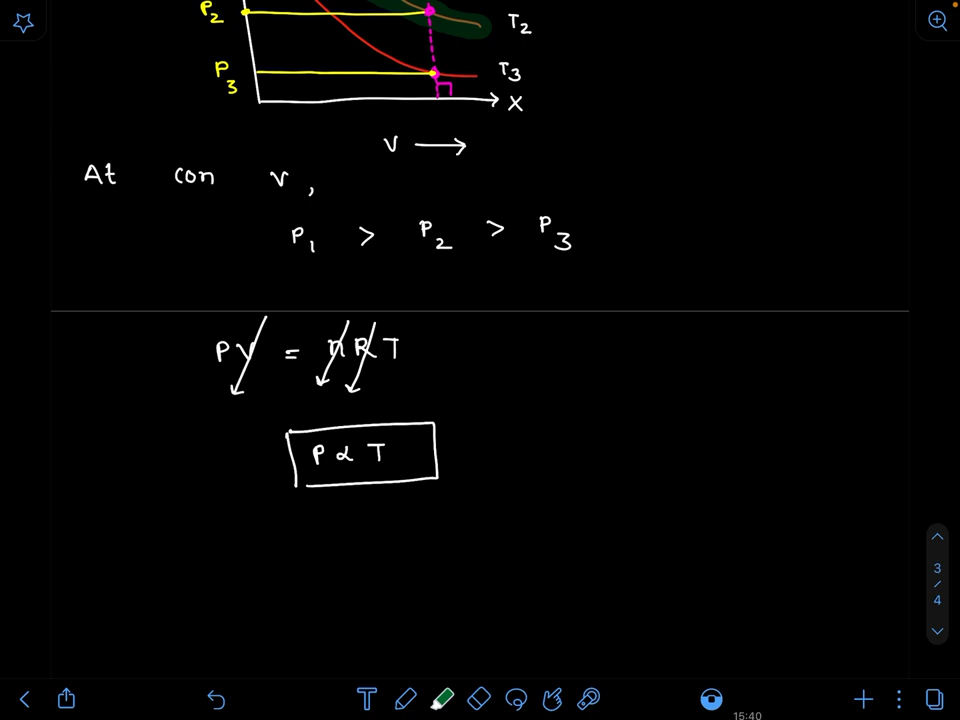 P2
T2
P3
T3
X
V →
At con V,
P1 > P2 > P3
PV = nRT
P ∝ T
3
/
4
T
15:40